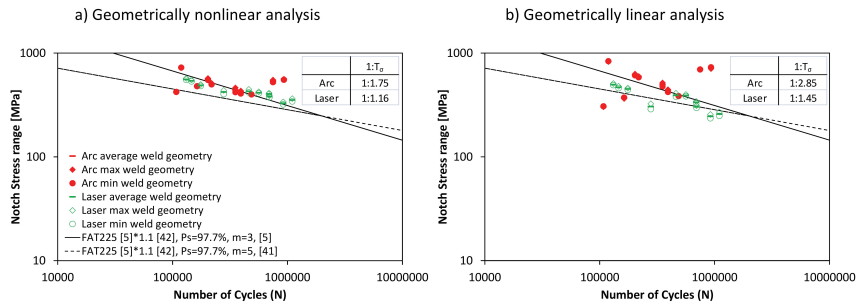 a) Geometrically nonlinear analysis
1000
100
10
10000 100000 1000000 10000000
Notch Stress range [MPa]
Number of Cycles (N)
1:Tσ
Arc 1:1.75
Laser 1:1.16
Arc average weld geometry
Arc max weld geometry
Arc min weld geometry
Laser average weld geometry
Laser max weld geometry
Laser min weld geometry
FAT225 [5]*1.1 [42], Ps=97.7%, m=3, [5]
FAT225 [5]*1.1 [42], Ps=97.7%, m=5, [41]
b) Geometrically linear analysis
1000
100
10
10000 100000 1000000 10000000
Notch Stress range [MPa]
Number of Cycles (N)
1:Tσ
Arc 1:2.85
Laser 1:1.45